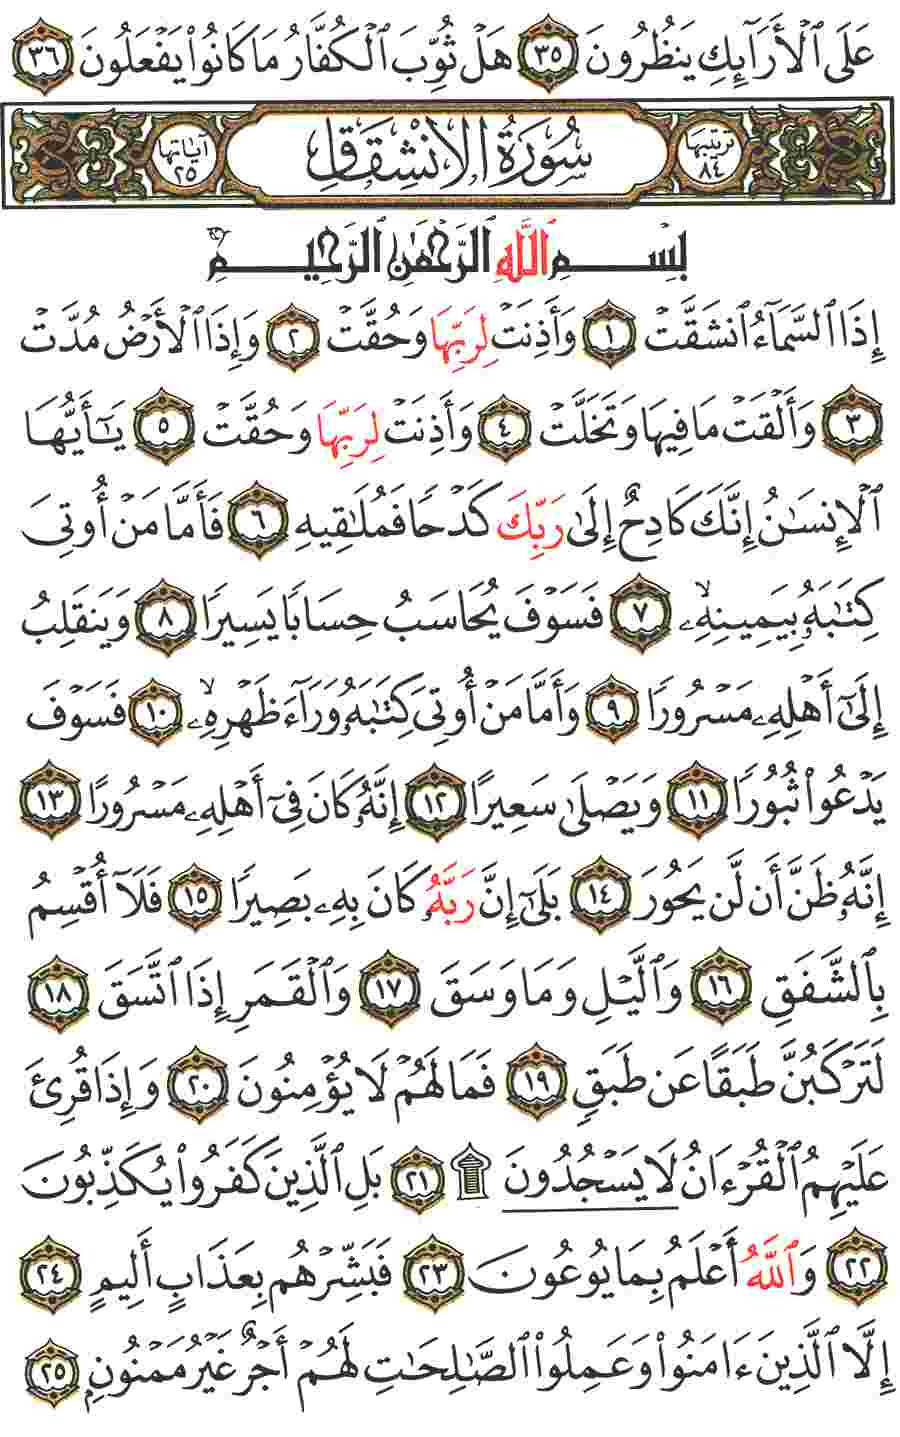 عَلَى ٱلْأَرَآئِكِ يَنظُرُونَ ٣٥ هَلْ ثُوِّبَ ٱلْكُفَّارُ مَا كَانُوا۟ يَفْعَلُونَ ٣٦
ترتيبها ٨٤ سُورَةُ الِانْشِقَاقِ آياتها ٢٥
بِسْمِ ٱللَّهِ ٱلرَّحْمَٰنِ ٱلرَّحِيمِ
إِذَا ٱلسَّمَآءُ ٱنشَقَّتْ ١ وَأَذِنَتْ لِرَبِّهَا وَحُقَّتْ ٢ وَإِذَا ٱلْأَرْضُ مُدَّتْ
٣ وَأَلْقَتْ مَا فِيهَا وَتَخَلَّتْ ٤ وَأَذِنَتْ لِرَبِّهَا وَحُقَّتْ ٥ يَٰٓأَيُّهَا
ٱلْإِنسَٰنُ إِنَّكَ كَادِحٌ إِلَىٰ رَبِّكَ كَدْحًا فَمُلَٰقِيهِ ٦ فَأَمَّا مَنْ أُوتِىَ
كِتَٰبَهُۥ بِيَمِينِهِۦ ۙ ٧ فَسَوْفَ يُحَاسَبُ حِسَابًا يَسِيرًا ٨ وَيَنقَلِبُ
إِلَىٰٓ أَهْلِهِۦ مَسْرُورًا ٩ وَأَمَّا مَنْ أُوتِىَ كِتَٰبَهُۥ وَرَآءَ ظَهْرِهِۦ ۙ ١٠ فَسَوْفَ
يَدْعُوا۟ ثُبُورًا ١١ وَيَصْلَىٰ سَعِيرًا ١٢ إِنَّهُۥ كَانَ فِىٓ أَهْلِهِۦ مَسْرُورًا ١٣
إِنَّهُۥ ظَنَّ أَن لَّن يَحُورَ ١٤ بَلَىٰٓ إِنَّ رَبَّهُۥ كَانَ بِهِۦ بَصِيرًا ١٥ فَلَآ أُقْسِمُ
بِٱلشَّفَقِ ١٦ وَٱلَّيْلِ وَمَا وَسَقَ ١٧ وَٱلْقَمَرِ إِذَا ٱتَّسَقَ ١٨
لَتَرْكَبُنَّ طَبَقًا عَن طَبَقٍ ١٩ فَمَا لَهُمْ لَا يُؤْمِنُونَ ٢٠ وَإِذَا قُرِئَ
عَلَيْهِمُ ٱلْقُرْءَانُ لَا يَسْجُدُونَ ۩ ٢١ بَلِ ٱلَّذِينَ كَفَرُوا۟ يُكَذِّبُونَ
٢٢ وَٱللَّهُ أَعْلَمُ بِمَا يُوعُونَ ٢٣ فَبَشِّرْهُم بِعَذَابٍ أَلِيمٍ ٢٤
إِلَّا ٱلَّذِينَ ءَامَنُوا۟ وَعَمِلُوا۟ ٱلصَّٰلِحَٰتِ لَهُمْ أَجْرٌ غَيْرُ مَمْنُونٍۭ ٢٥